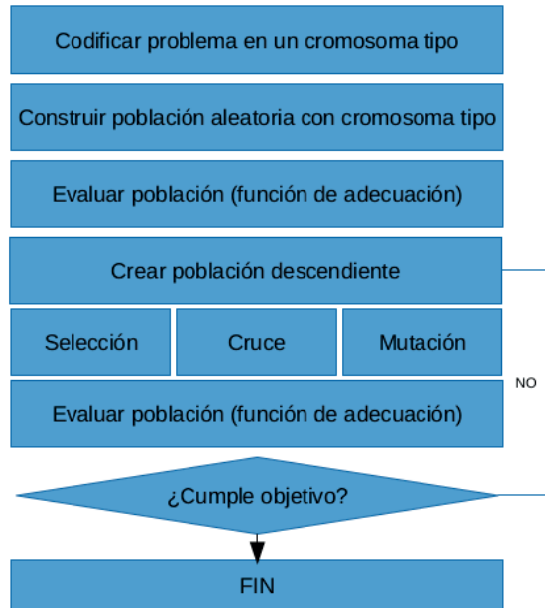 Codificar problema en un cromosoma tipo
Construir población aleatoria con cromosoma tipo
Evaluar población (función de adecuación)
Crear población descendiente
Selección
Cruce
Mutación
NO
Evaluar población (función de adecuación)
¿Cumple objetivo?
FIN